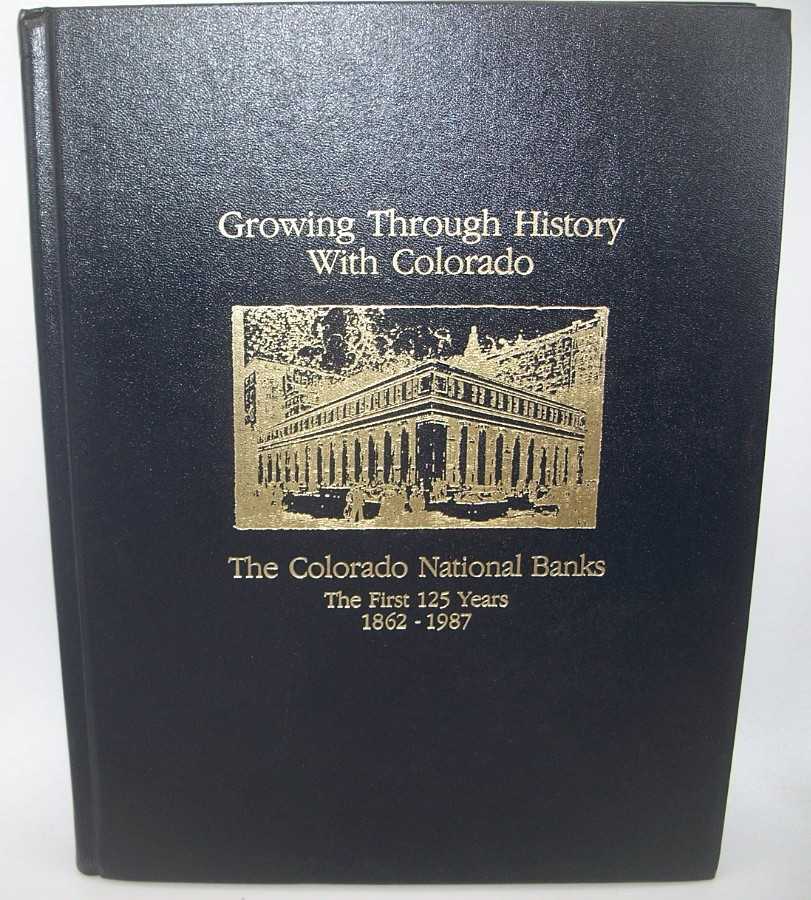 Growing Through History
With Colorado
The Colorado National Banks
The First 125 Years
1862 - 1987